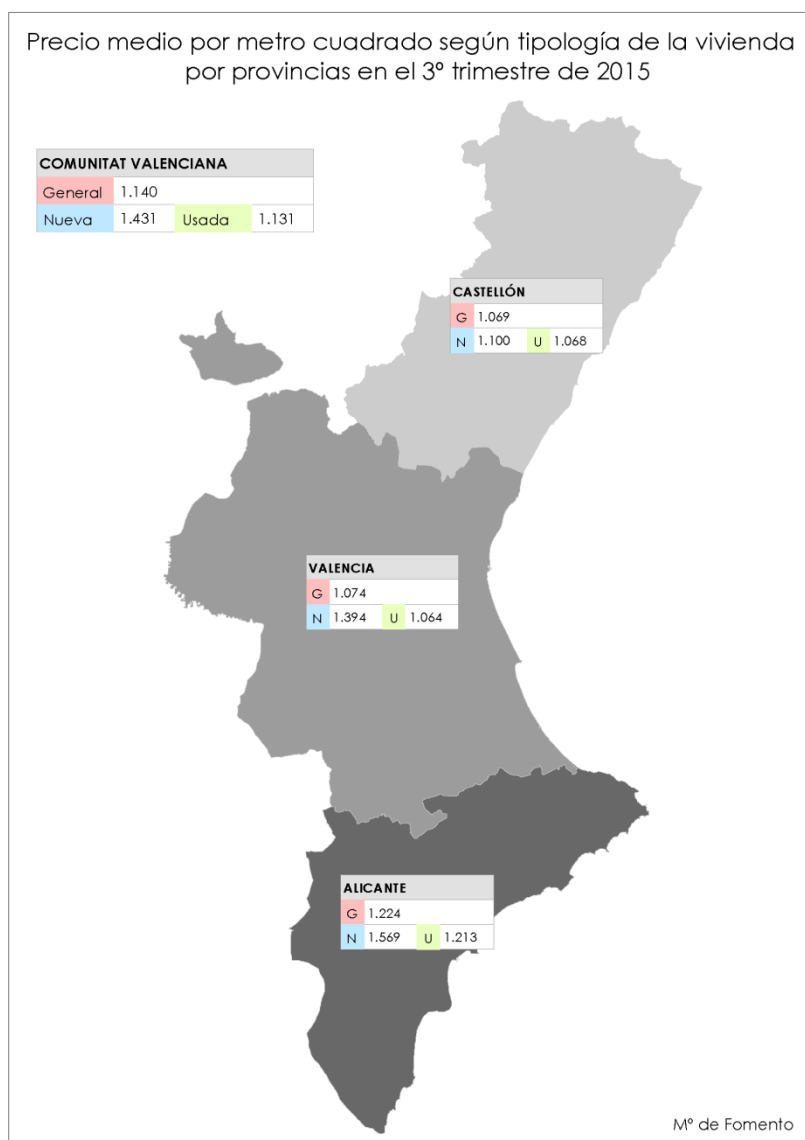 Precio medio por metro cuadrado según tipología de la vivienda
por provincias en el 3º trimestre de 2015
COMUNITAT VALENCIANA
General 1.140
Nueva 1.431 Usada 1.131
CASTELLÓN
G 1.069
N 1.100 U 1.068
VALENCIA
G 1.074
N 1.394 U 1.064
ALICANTE
G 1.224
N 1.569 U 1.213
Mº de Fomento